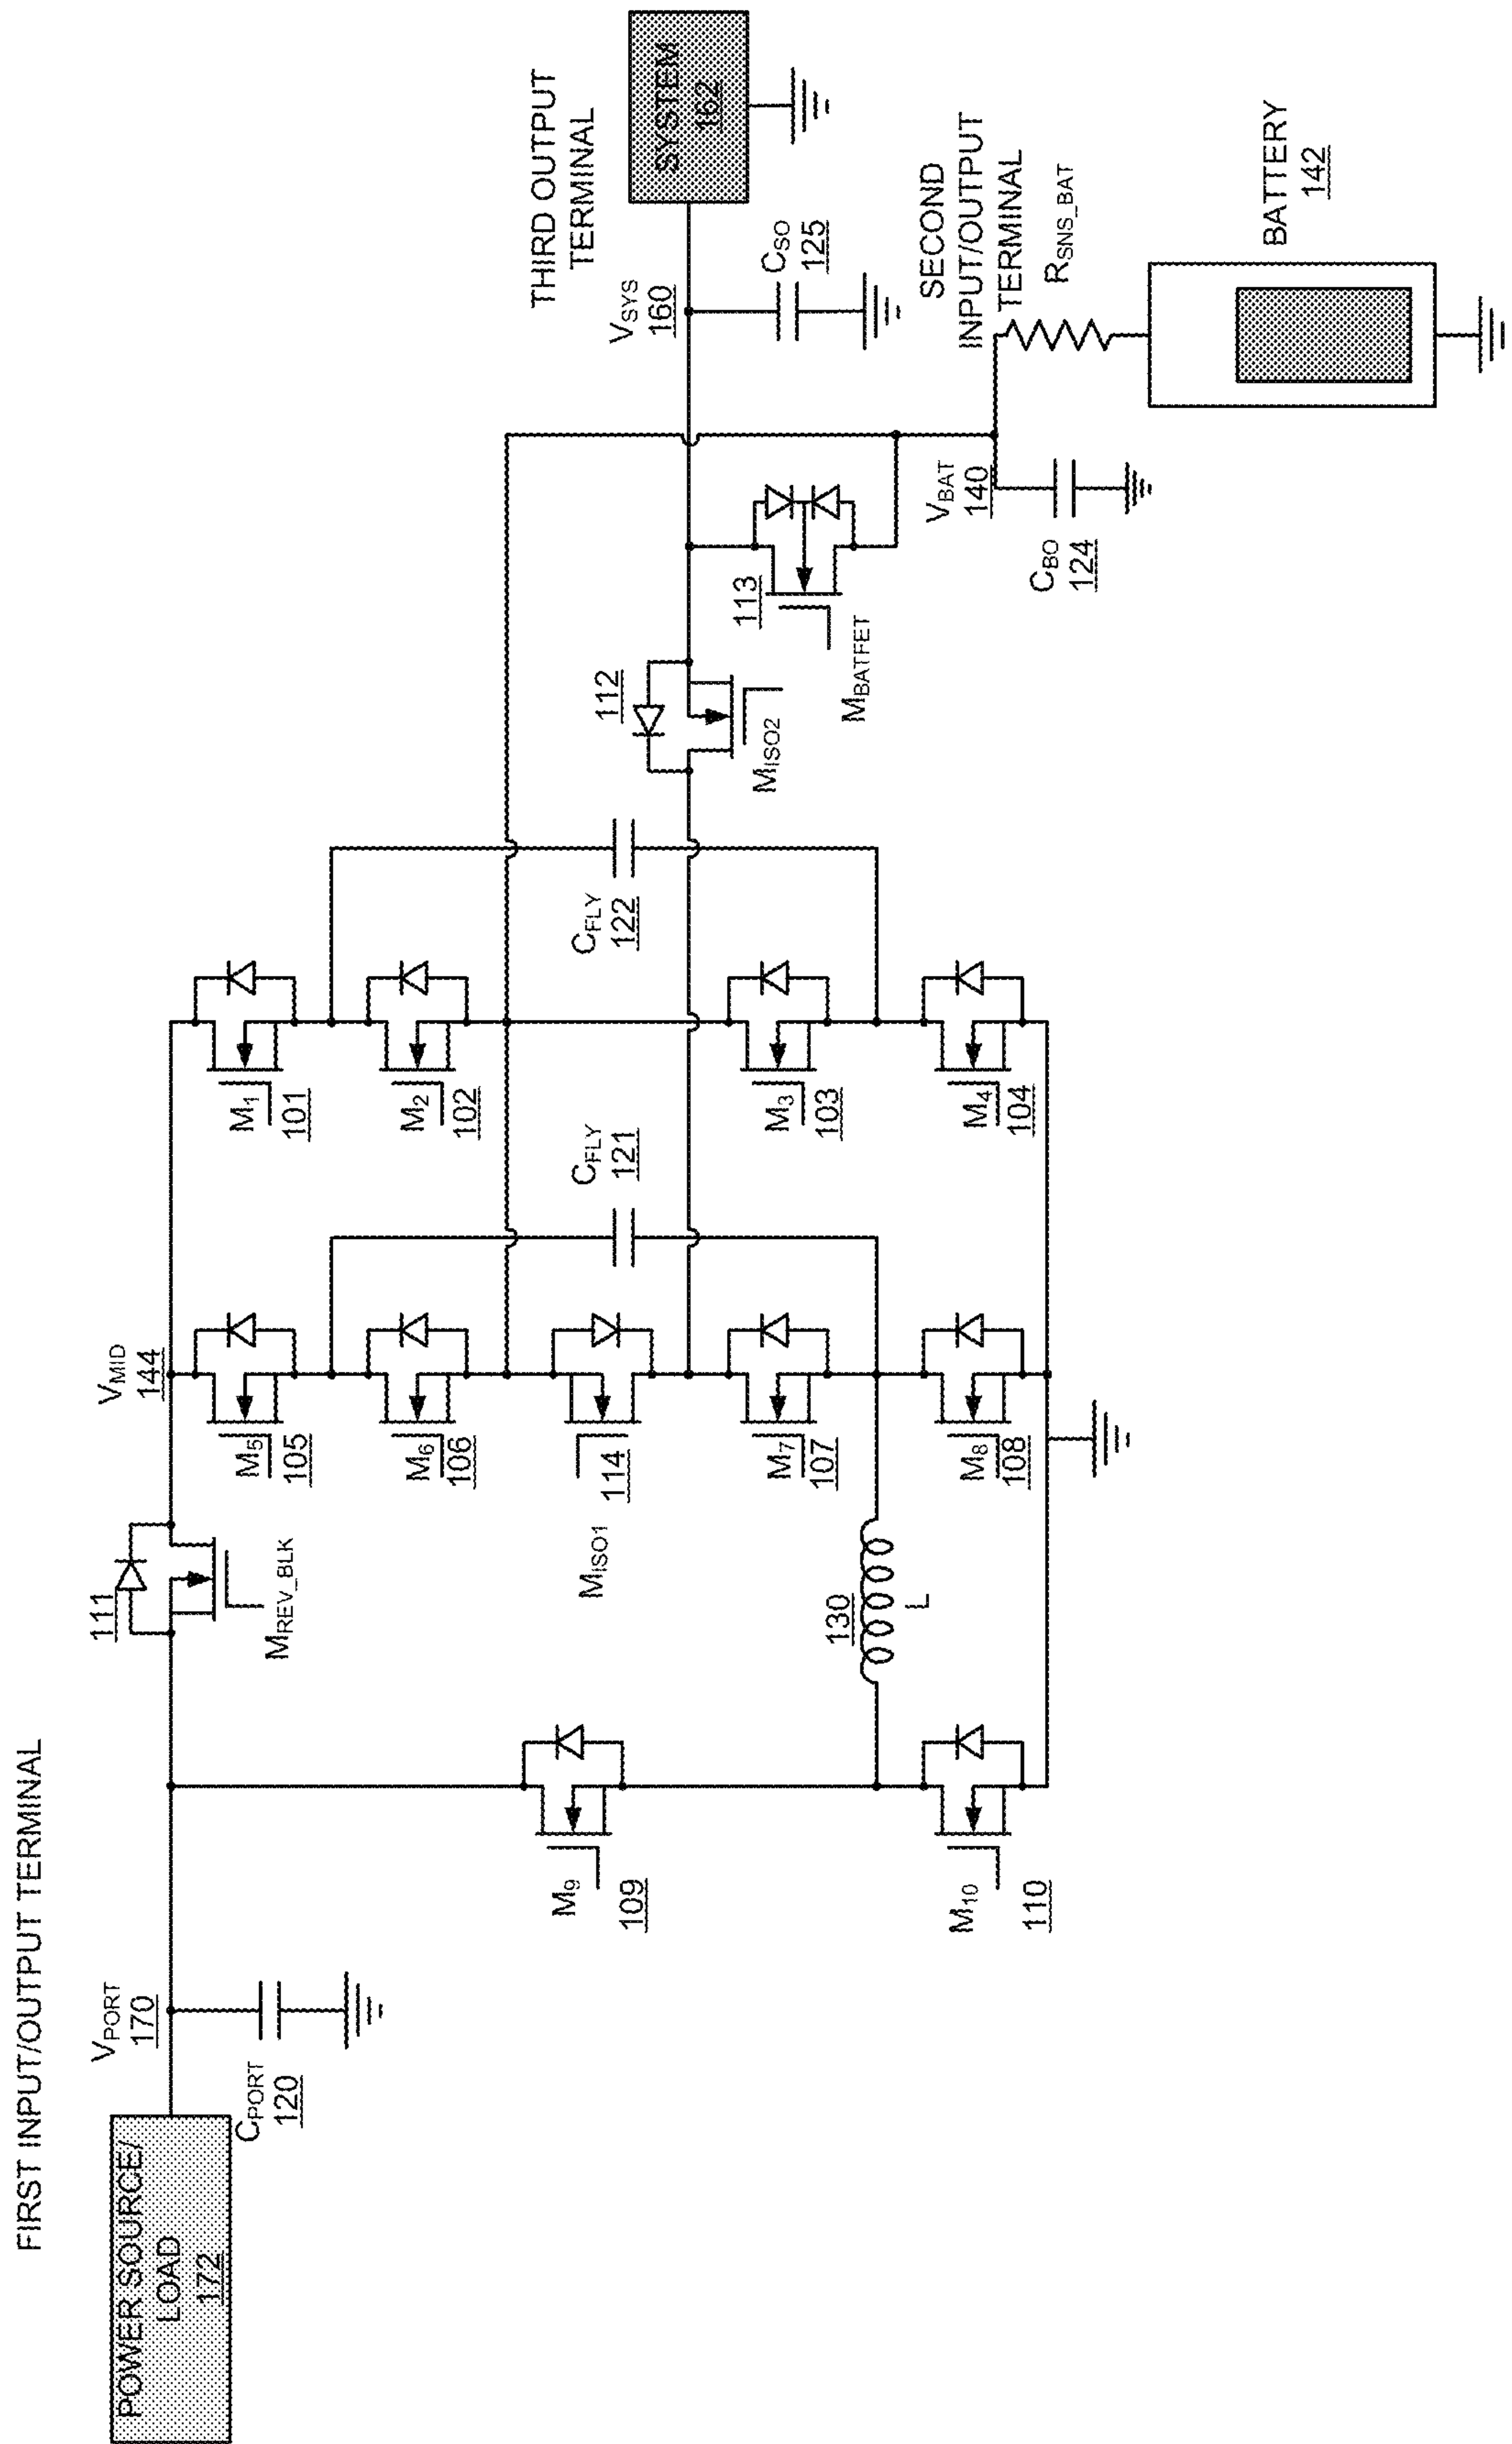 FIRST INPUT/OUTPUT TERMINAL
POWER SOURCE/
LOAD
172
VPORT
170
CPORT
120
111
MREV_BLK
VMID
144
M9
109
M10
110
130
L
M5
105
M6
106
MISO1
114
M7
107
M8
108
CFLY
121
M1
101
M2
102
M3
103
M4
104
CFLY
122
112
MISO2
113
MBATFET
VSYS
160
THIRD OUTPUT
TERMINAL
SYSTEM
162
CSO
125
VBAT
140
CBO
124
SECOND
INPUT/OUTPUT
TERMINAL
RSNS_BAT
BATTERY
142